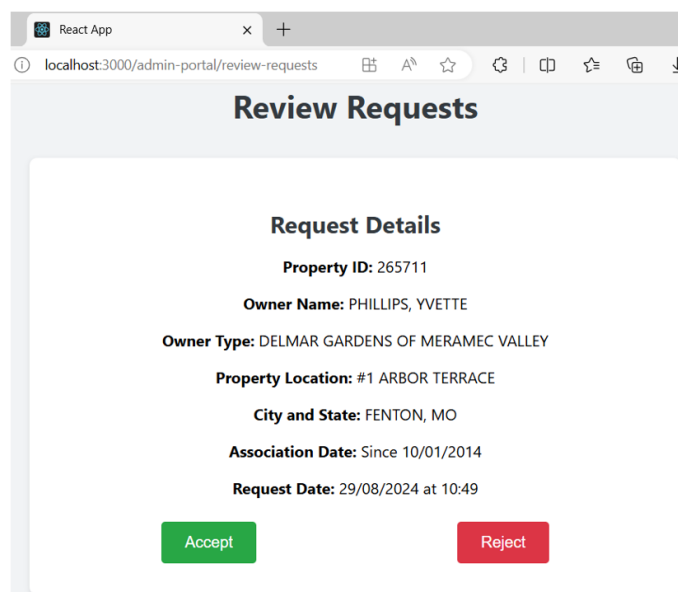 React App
localhost:3000/admin-portal/review-requests
Review Requests
Request Details
Property ID: 265711
Owner Name: PHILLIPS, YVETTE
Owner Type: DELMAR GARDENS OF MERAMEC VALLEY
Property Location: #1 ARBOR TERRACE
City and State: FENTON, MO
Association Date: Since 10/01/2014
Request Date: 29/08/2024 at 10:49
Accept Reject